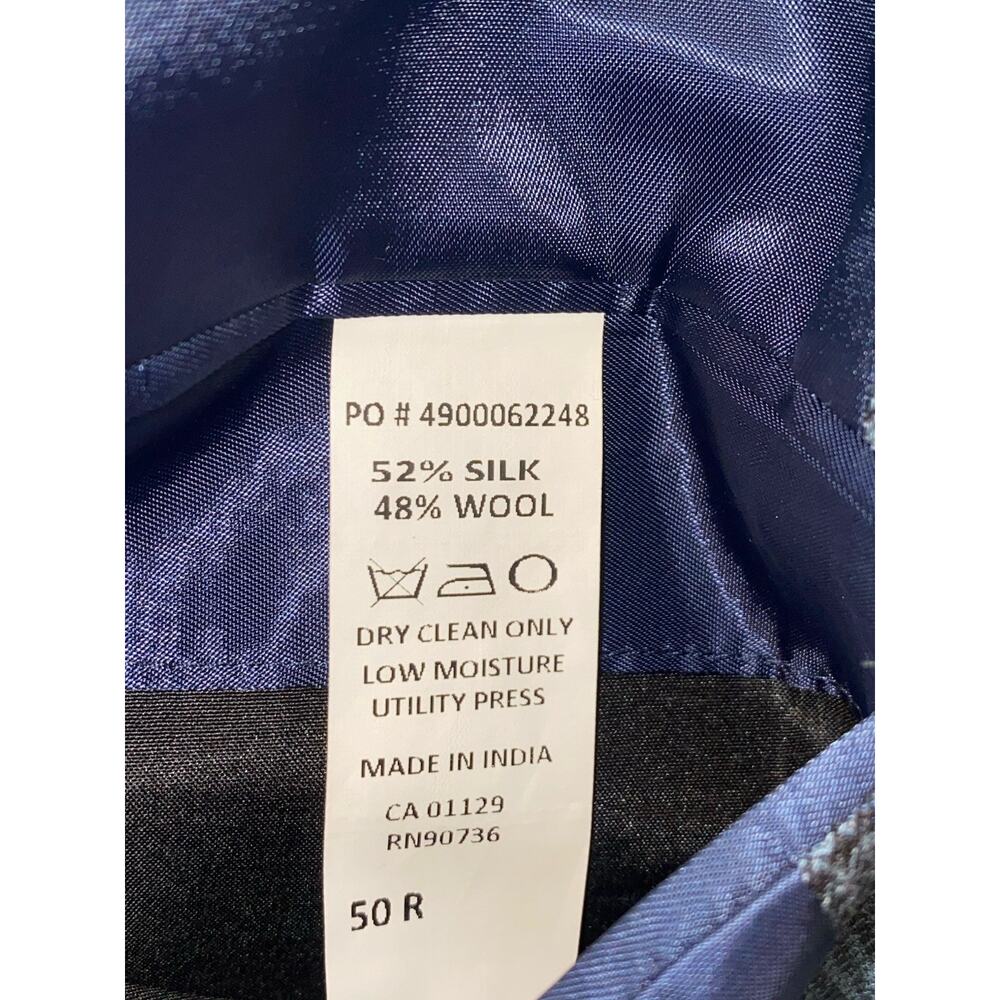 PO # 4900062248
52% SILK
48% WOOL
DRY CLEAN ONLY
LOW MOISTURE
UTILITY PRESS
MADE IN INDIA
CA 01129
RN90736
50 R